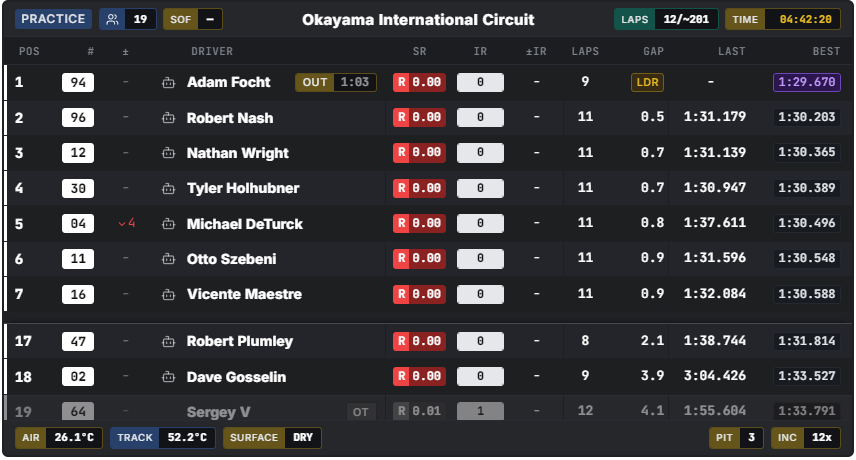 PRACTICE 19 SOF — Okayama International Circuit LAPS 12/~201 TIME 04:42:20
POS # ± DRIVER SR IR ±IR LAPS GAP LAST BEST
1 94 - Adam Focht OUT 1:03 R 0.00 0 - 9 LDR - 1:29.670
2 96 - Robert Nash R 0.00 0 - 11 0.5 1:31.179 1:30.203
3 12 - Nathan Wright R 0.00 0 - 11 0.7 1:31.139 1:30.365
4 30 - Tyler Holhubner R 0.00 0 - 11 0.7 1:30.947 1:30.389
5 04 4 Michael DeTurck R 0.00 0 - 11 0.8 1:37.611 1:30.496
6 11 - Otto Szebeni R 0.00 0 - 11 0.9 1:31.596 1:30.548
7 16 - Vicente Maestre R 0.00 0 - 11 0.9 1:32.084 1:30.588
17 47 - Robert Plumley R 0.00 0 - 8 2.1 1:38.744 1:31.814
18 02 - Dave Gosselin R 0.00 0 - 9 3.9 3:04.426 1:33.527
19 64 - Sergey V OT R 0.01 1 - 12 4.1 1:55.604 1:33.791
AIR 26.1°C TRACK 52.2°C SURFACE DRY PIT 3 INC 12x